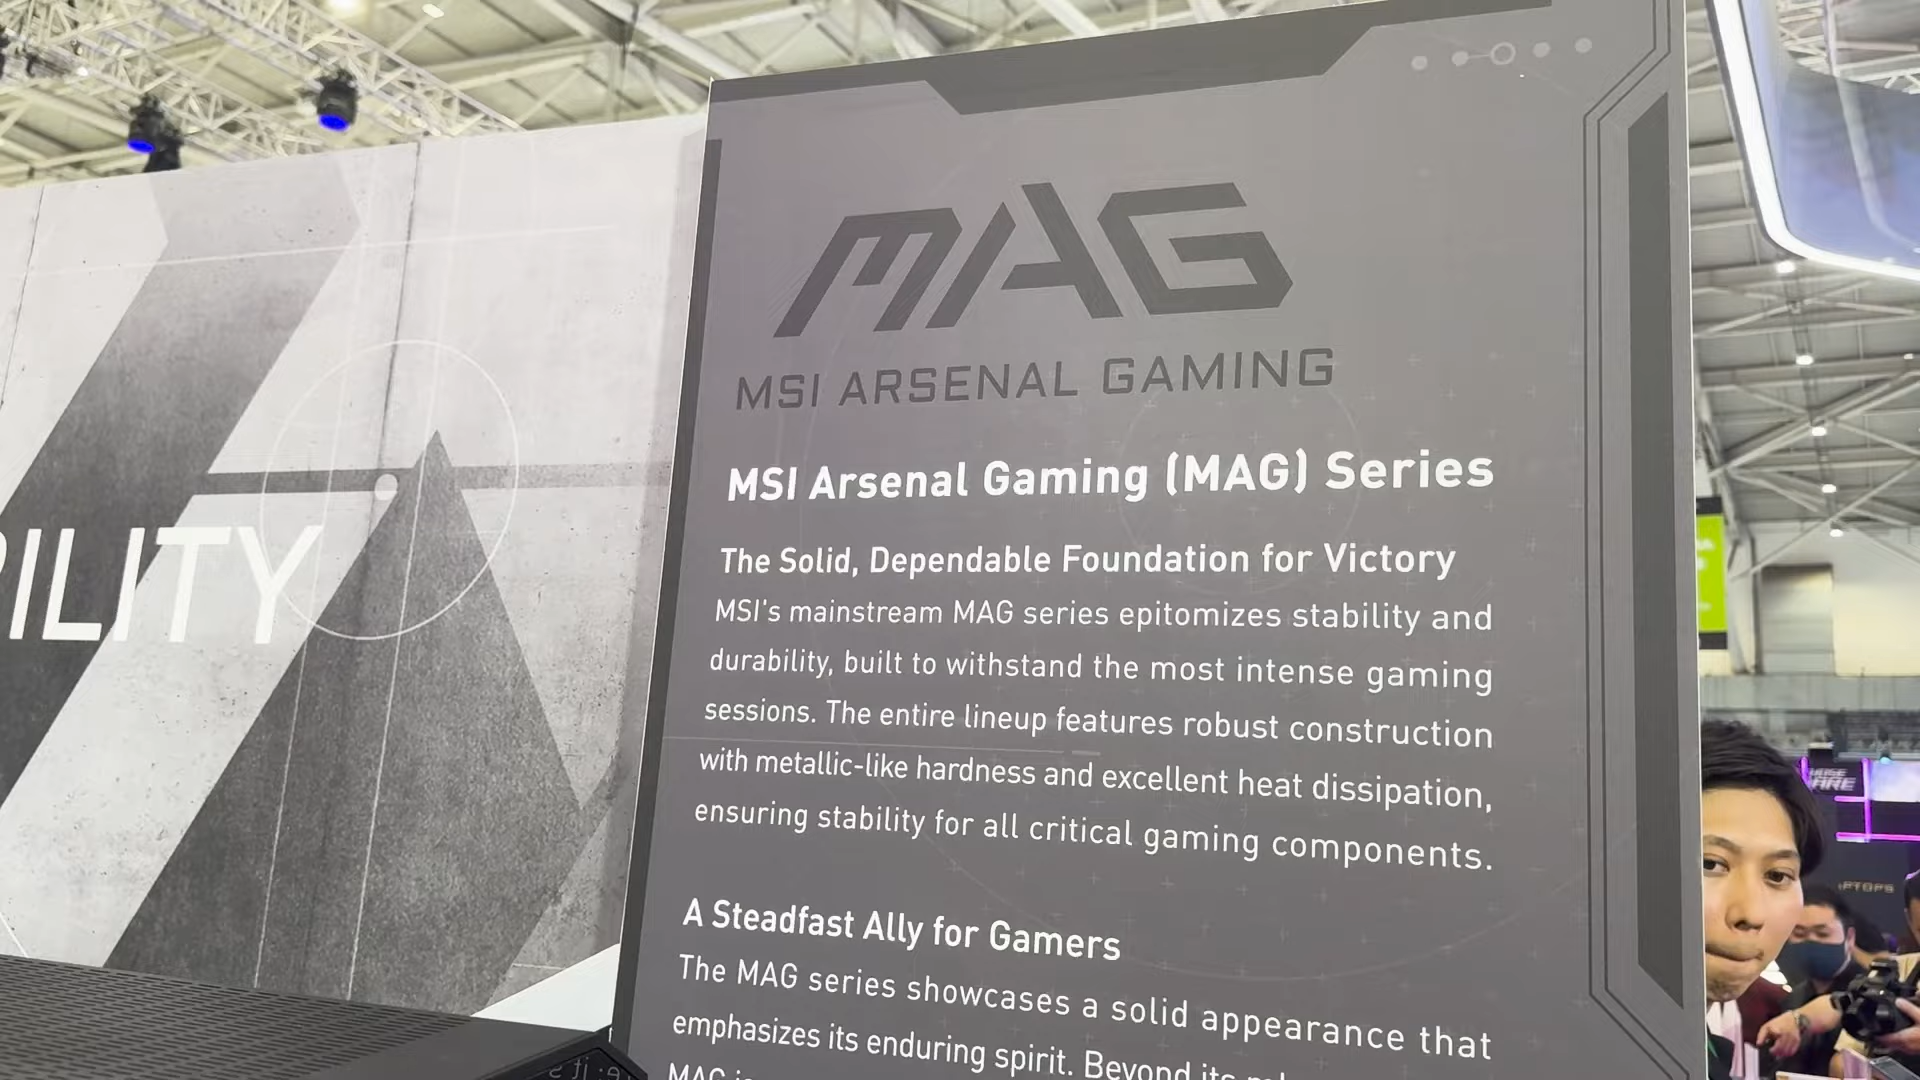 ILITY
MAG
MSI ARSENAL GAMING
MSI Arsenal Gaming (MAG) Series
The Solid, Dependable Foundation for Victory
MSI's mainstream MAG series epitomizes stability and
durability, built to withstand the most intense gaming
sessions. The entire lineup features robust construction
with metallic-like hardness and excellent heat dissipation,
ensuring stability for all critical gaming components.
A Steadfast Ally for Gamers
The MAG series showcases a solid appearance that
emphasizes its enduring spirit. Beyond its
MAG